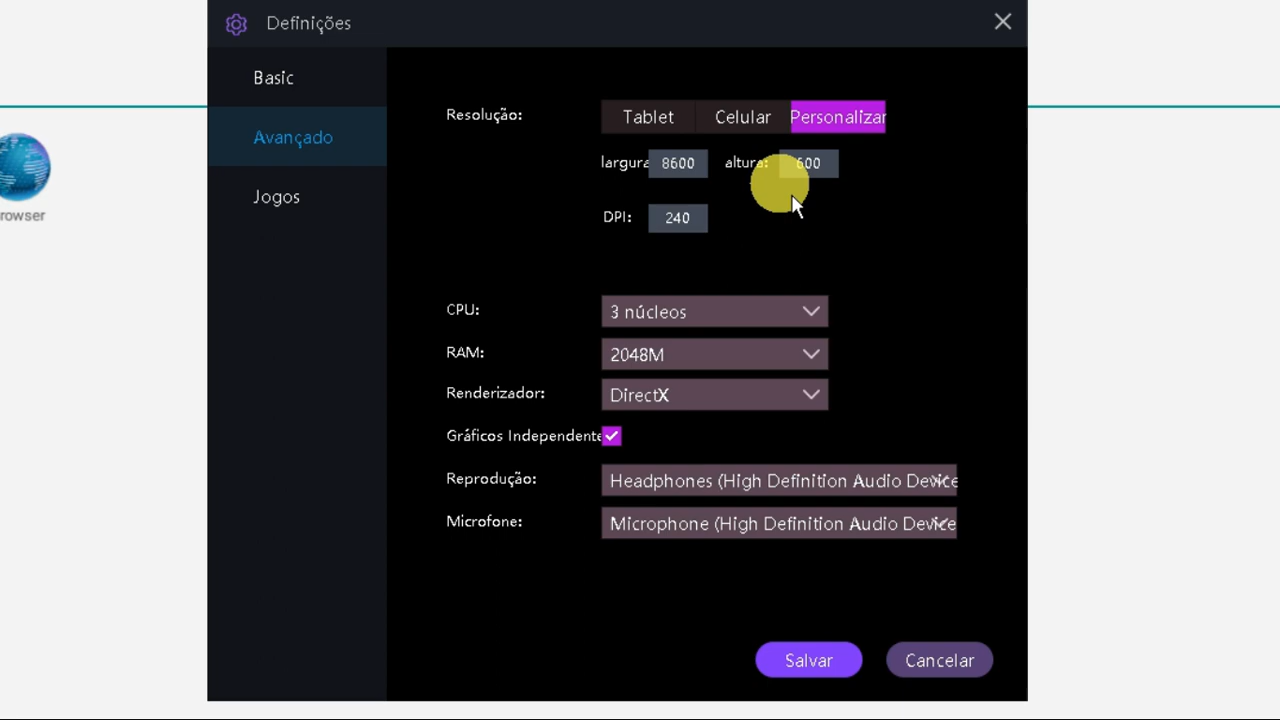 Definições
Basic
Avançado
Jogos
rowser
Resolução: Tablet Celular Personalizar
largura 8600 altura: 600
DPI: 240
CPU: 3 núcleos
RAM: 2048M
Renderizador: DirectX
Gráficos Independente
Reprodução: Headphones (High Definition Audio Device
Microfone: Microphone (High Definition Audio Device
Salvar Cancelar